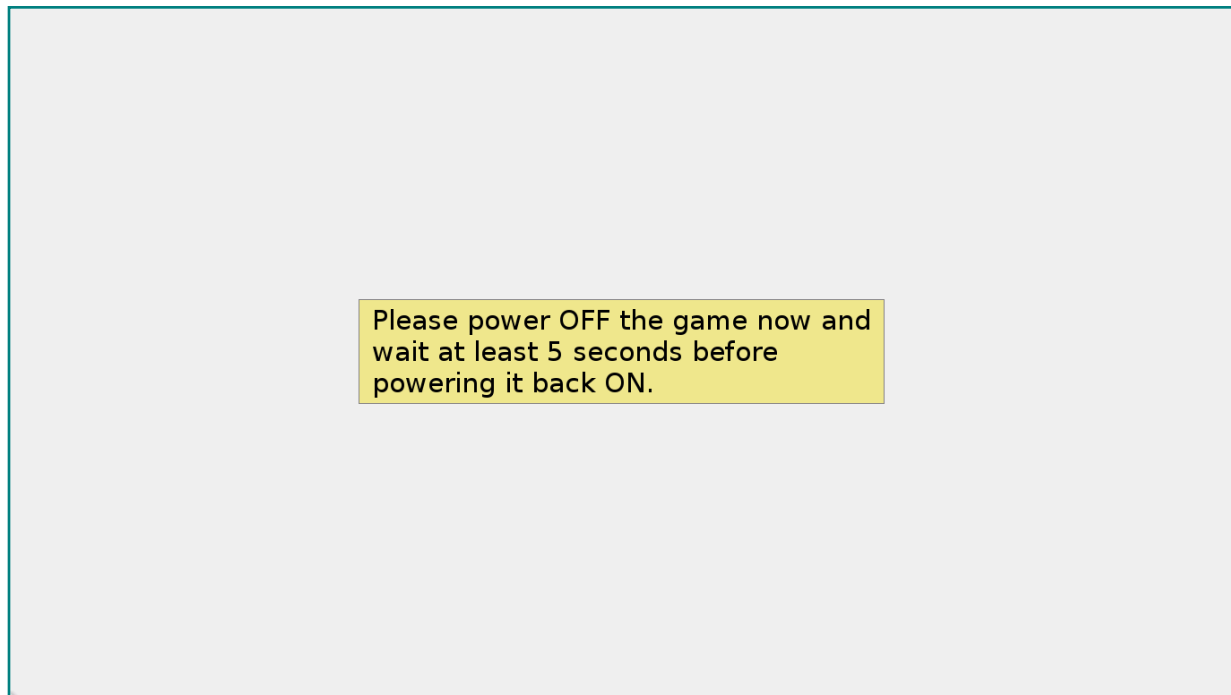 Please power OFF the game now and
wait at least 5 seconds before
powering it back ON.